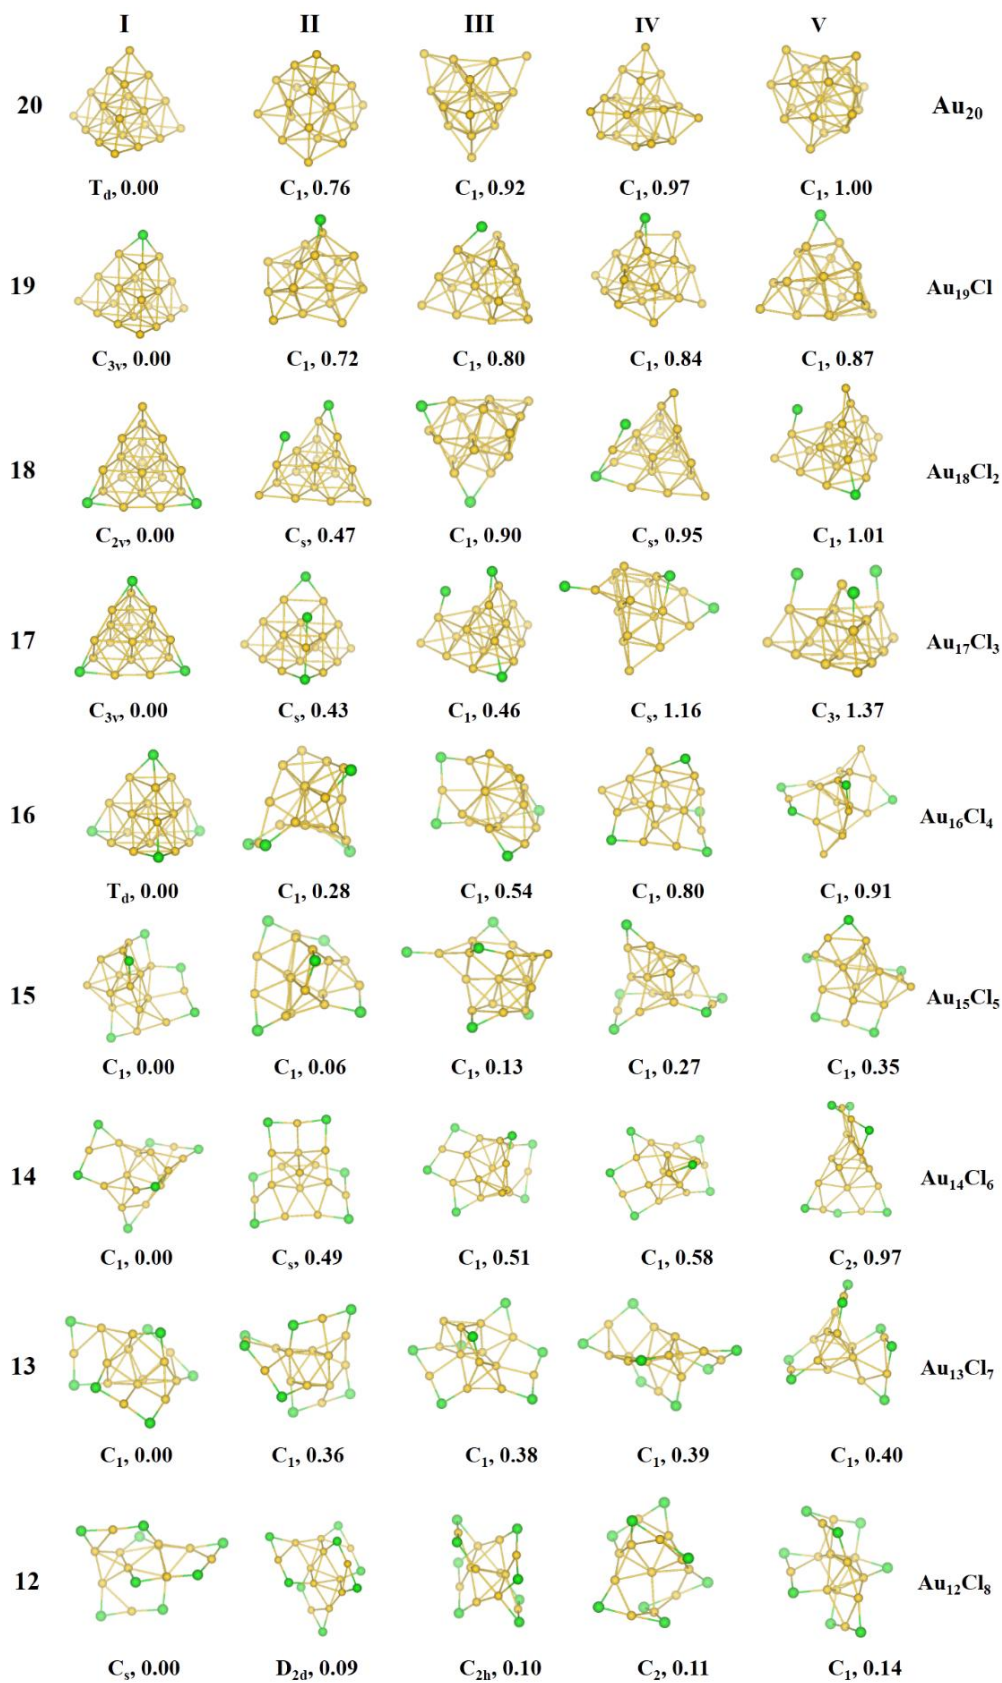 I II III IV V
20 Au₂₀
T_d, 0.00 C₁, 0.76 C₁, 0.92 C₁, 0.97 C₁, 1.00
19 Au₁₉Cl
C₃ᵥ, 0.00 C₁, 0.72 C₁, 0.80 C₁, 0.84 C₁, 0.87
18 Au₁₈Cl₂
C₂ᵥ, 0.00 Cₛ, 0.47 C₁, 0.90 Cₛ, 0.95 C₁, 1.01
17 Au₁₇Cl₃
C₃ᵥ, 0.00 Cₛ, 0.43 C₁, 0.46 Cₛ, 1.16 C₃, 1.37
16 Au₁₆Cl₄
T_d, 0.00 C₁, 0.28 C₁, 0.54 C₁, 0.80 C₁, 0.91
15 Au₁₅Cl₅
C₁, 0.00 C₁, 0.06 C₁, 0.13 C₁, 0.27 C₁, 0.35
14 Au₁₄Cl₆
C₁, 0.00 Cₛ, 0.49 C₁, 0.51 C₁, 0.58 C₂, 0.97
13 Au₁₃Cl₇
C₁, 0.00 C₁, 0.36 C₁, 0.38 C₁, 0.39 C₁, 0.40
12 Au₁₂Cl₈
Cₛ, 0.00 D₂d, 0.09 C₂ₕ, 0.10 C₂, 0.11 C₁, 0.14